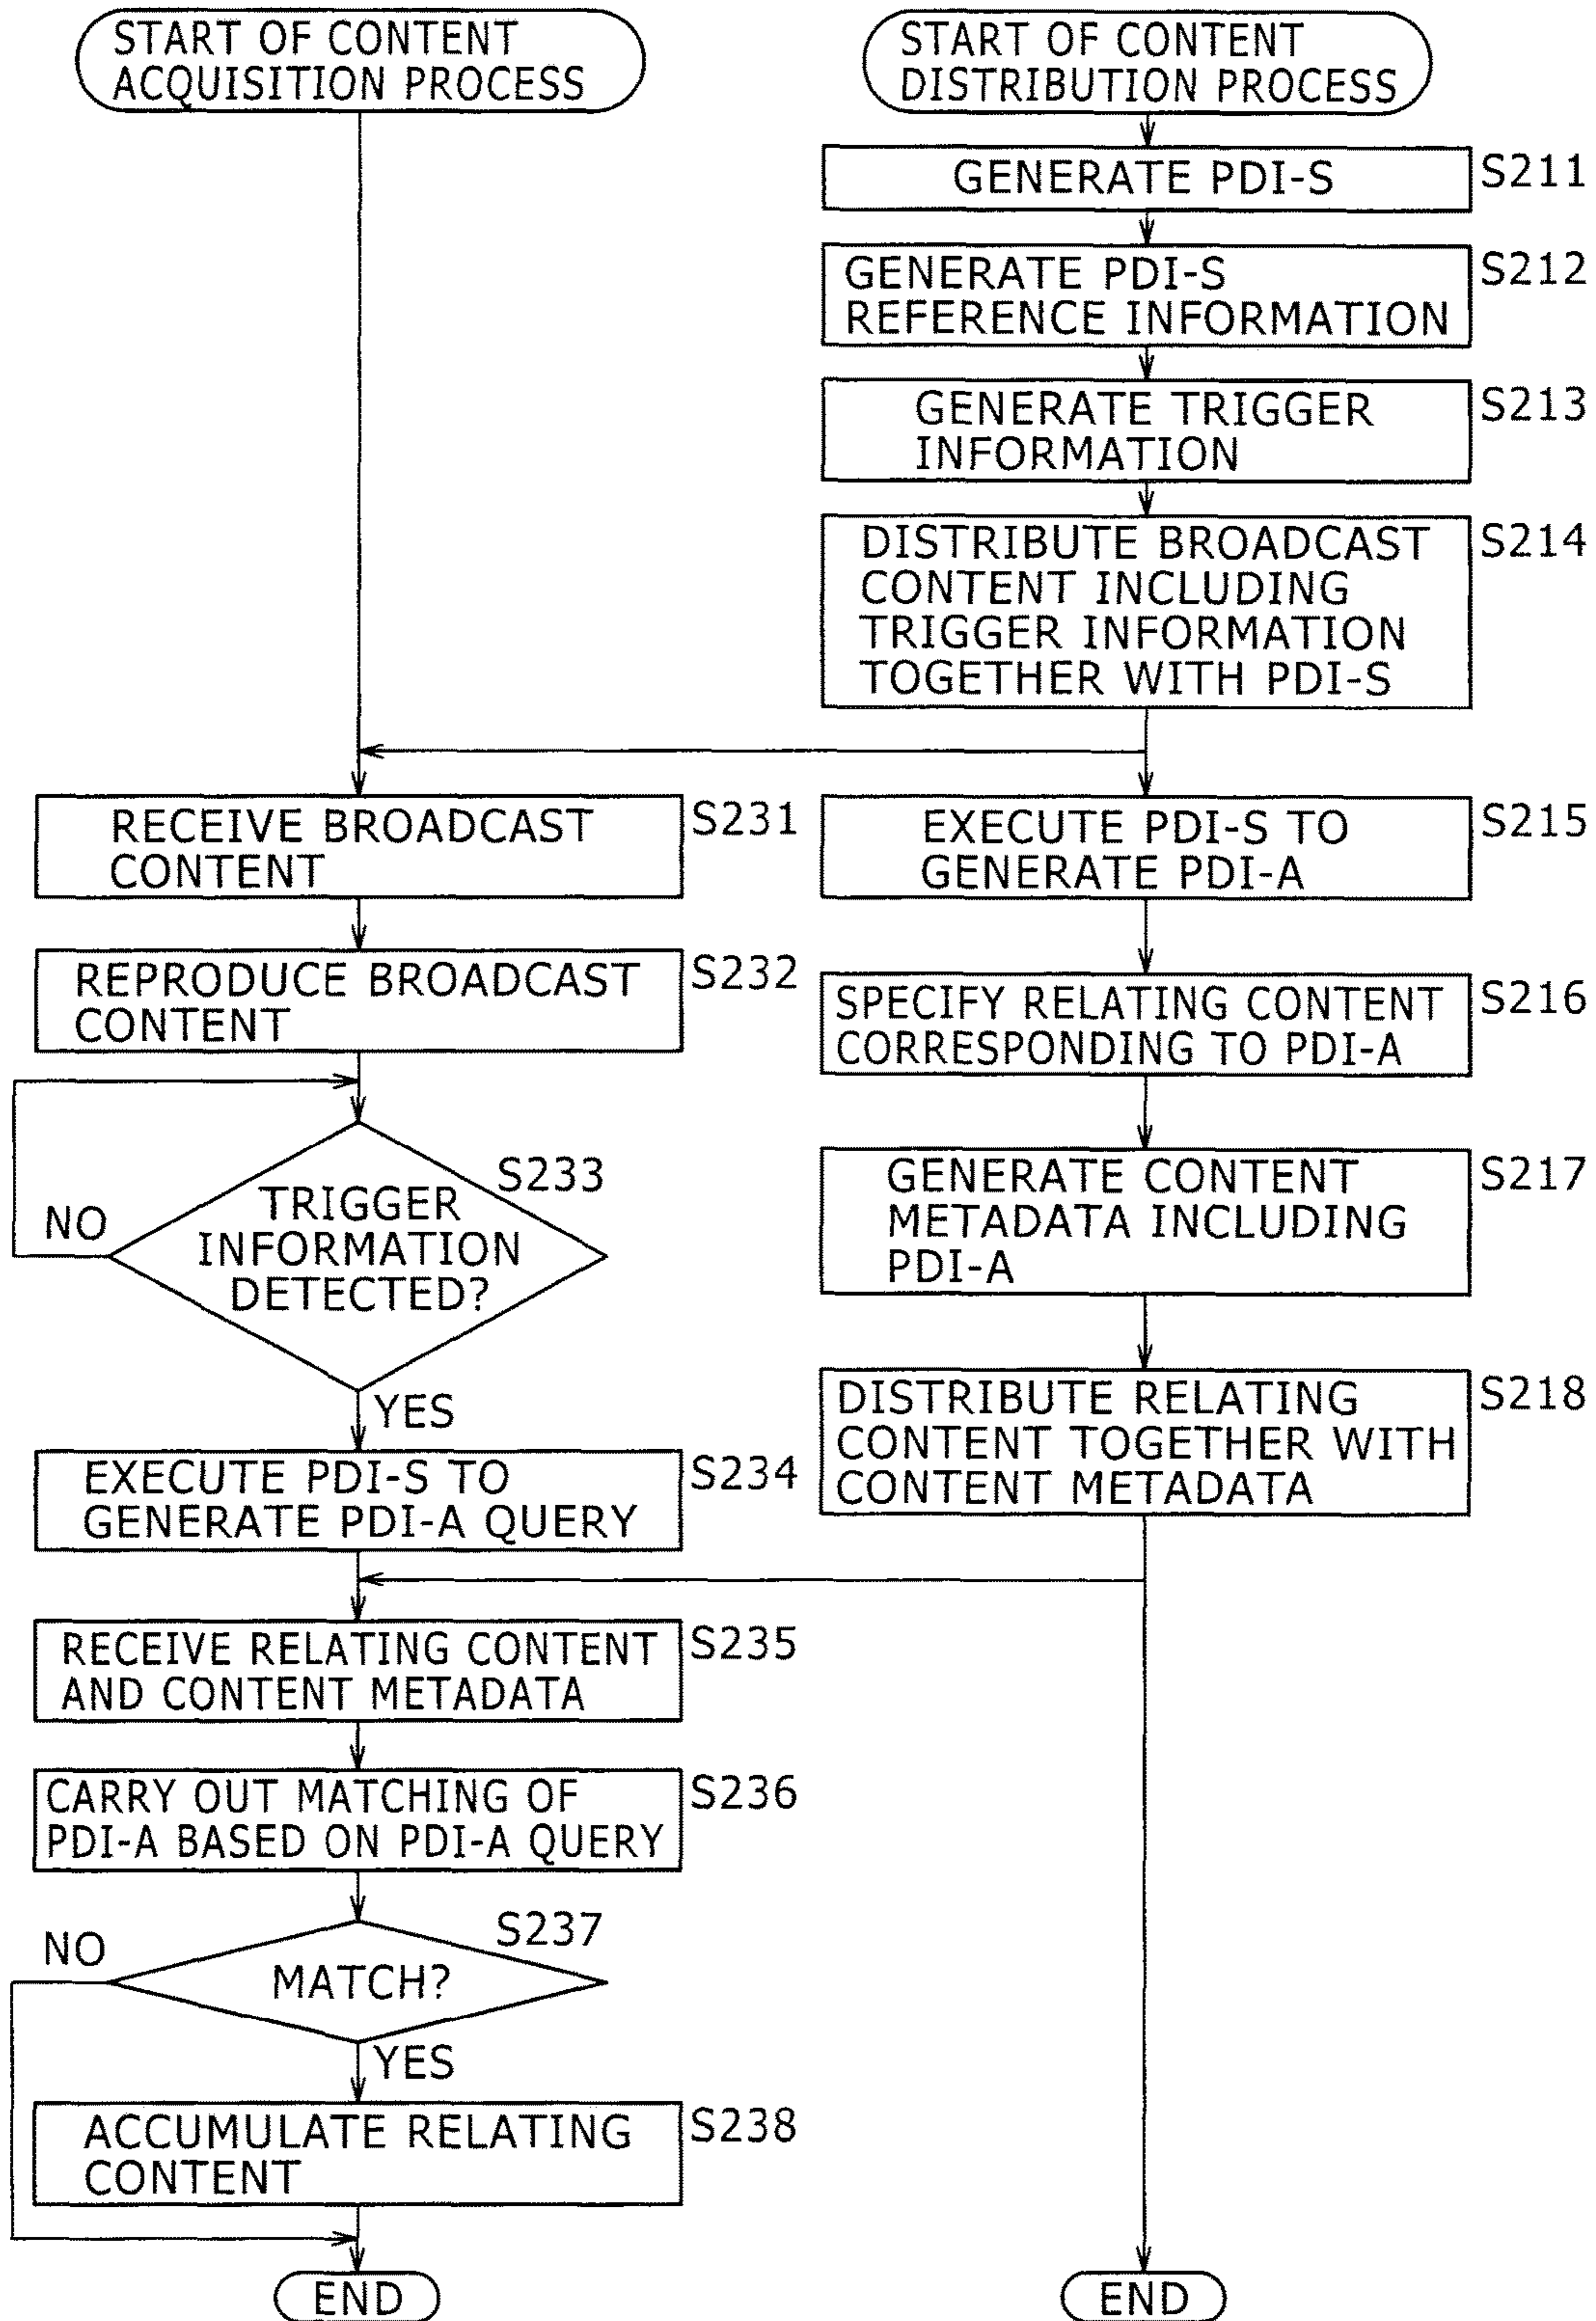 START OF CONTENT
ACQUISITION PROCESS
START OF CONTENT
DISTRIBUTION PROCESS
GENERATE PDI-S
S211
GENERATE PDI-S
REFERENCE INFORMATION
S212
GENERATE TRIGGER
INFORMATION
S213
DISTRIBUTE BROADCAST
CONTENT INCLUDING
TRIGGER INFORMATION
TOGETHER WITH PDI-S
S214
RECEIVE BROADCAST
CONTENT
S231
EXECUTE PDI-S TO
GENERATE PDI-A
S215
REPRODUCE BROADCAST
CONTENT
S232
SPECIFY RELATING CONTENT
CORRESPONDING TO PDI-A
S216
S233
TRIGGER
INFORMATION
DETECTED?
NO
YES
GENERATE CONTENT
METADATA INCLUDING
PDI-A
S217
DISTRIBUTE RELATING
CONTENT TOGETHER WITH
CONTENT METADATA
S218
EXECUTE PDI-S TO
GENERATE PDI-A QUERY
S234
RECEIVE RELATING CONTENT
AND CONTENT METADATA
S235
CARRY OUT MATCHING OF
PDI-A BASED ON PDI-A QUERY
S236
S237
NO
MATCH?
YES
ACCUMULATE RELATING
CONTENT
S238
END
END